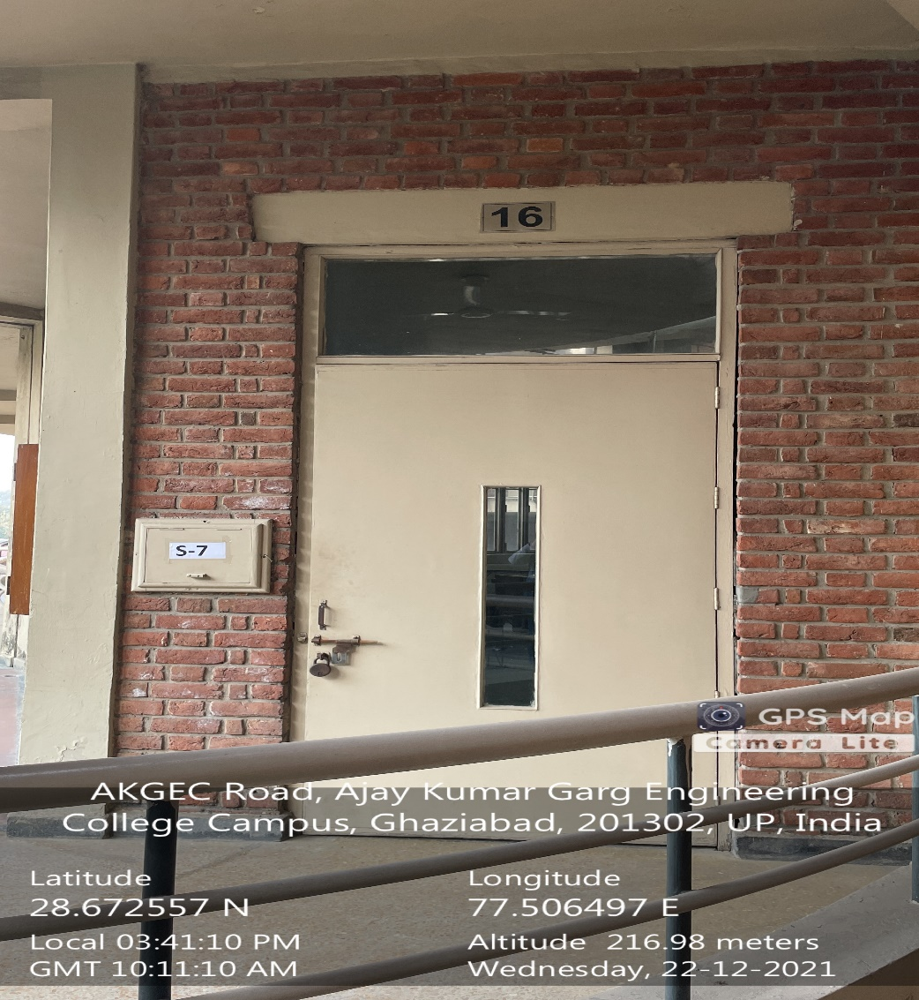 16
S-7
GPS Map
Camera Lite
AKGEC Road, Ajay Kumar Garg Engineering
College Campus, Ghaziabad, 201302, UP, India
Latitude
28.672557 N
Longitude
77.506497 E
Local 03:41:10 PM
GMT 10:11:10 AM
Altitude 216.98 meters
Wednesday, 22-12-2021